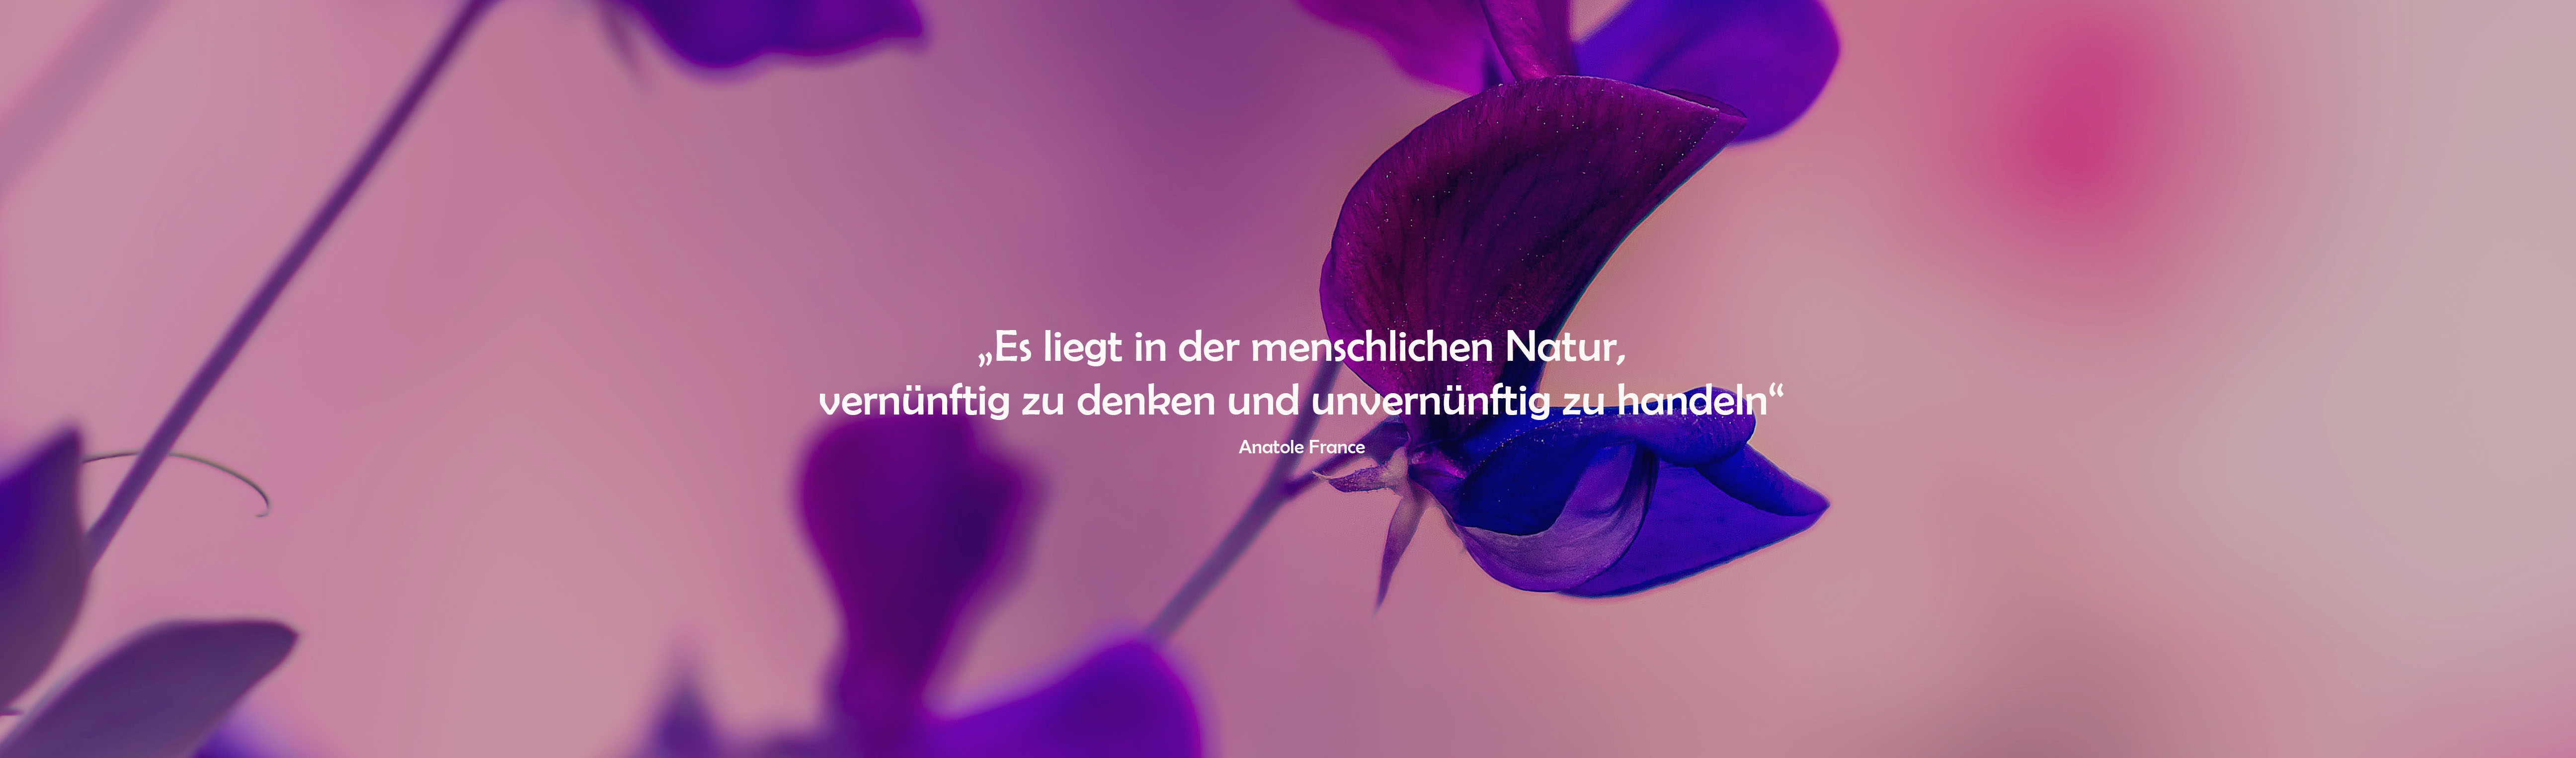 „Es liegt in der menschlichen Natur,
vernünftig zu denken und unvernünftig zu handeln“
Anatole France